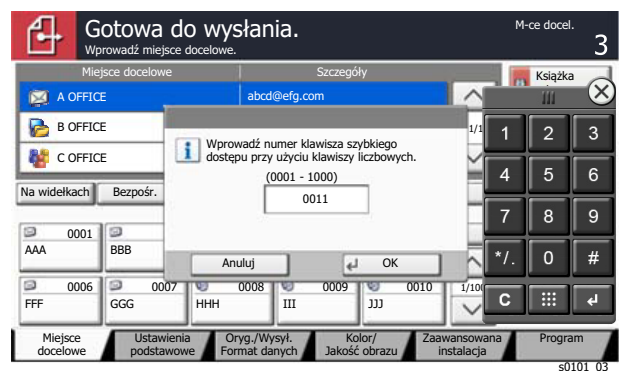 Gotowa do wysłania.
Wprowadź miejsce docelowe.
M-ce docel.
3
Miejsce docelowe
Szczegóły
Książka
A OFFICE
abcd@efg.com
B OFFICE
C OFFICE
1/1
Wprowadź numer klawisza szybkiego
dostępu przy użyciu klawiszy liczbowych.
(0001 - 1000)
0011
Anuluj
OK
Na widełkach
Bezpośr.
0001
AAA
BBB
0006
FFF
0007
GGG
0008
HHH
0009
III
0010
JJJ
1/100
1 2 3
4 5 6
7 8 9
*/. 0 #
C
Miejsce
docelowe
Ustawienia
podstawowe
Oryg./Wysył.
Format danych
Kolor/
Jakość obrazu
Zaawansowana
instalacja
Program
s0101_03